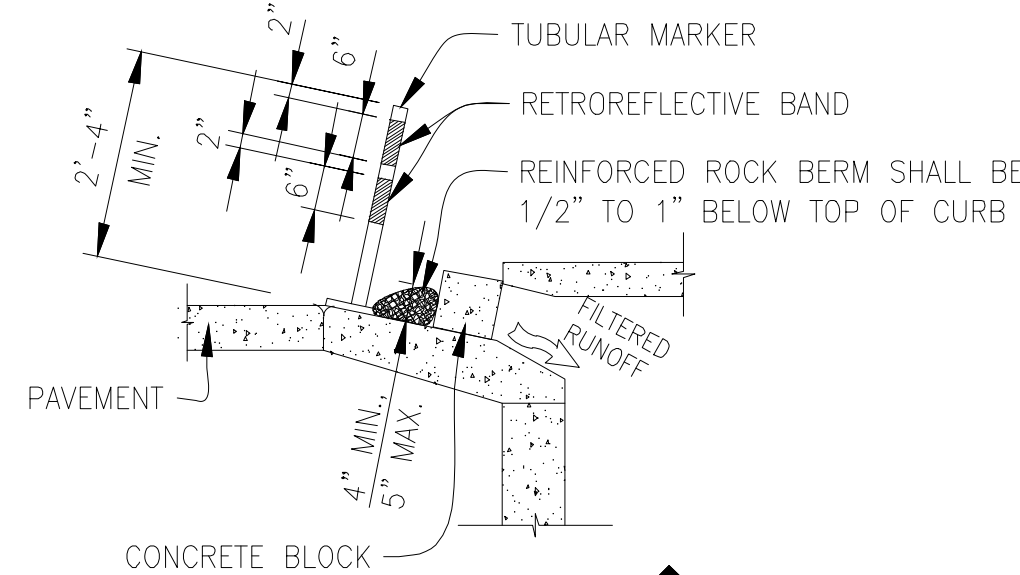 2"
6"
TUBULAR MARKER
RETROREFLECTIVE BAND
2'-4"
MIN.
2"
6"
REINFORCED ROCK BERM SHALL BE
1/2" TO 1" BELOW TOP OF CURB
FILTERED
RUNOFF
PAVEMENT
4" MIN.,
5" MAX.
CONCRETE BLOCK